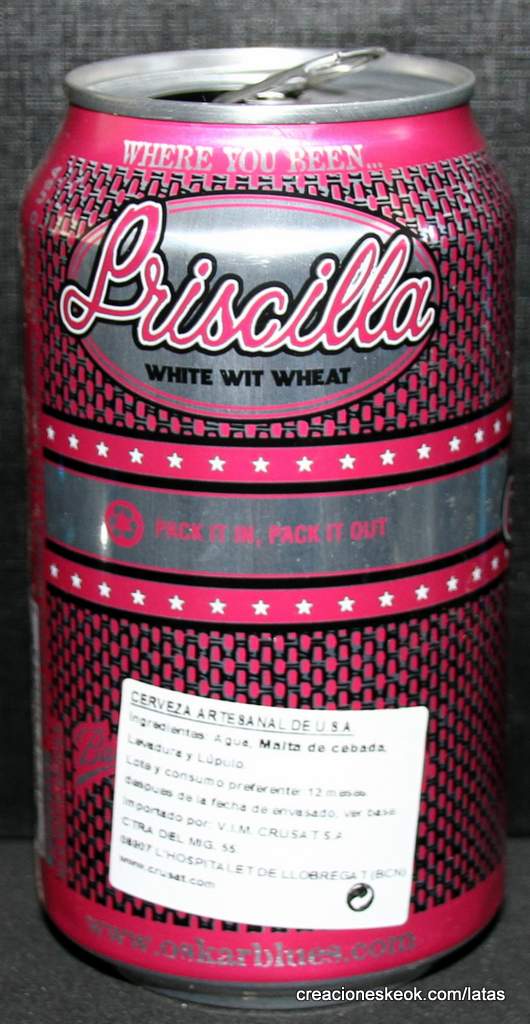 WHERE YOU BEEN...
Priscilla
WHITE WIT WHEAT
PACK IT IN, PACK IT OUT
CERVEZA ARTESANAL DE U.S.A.
Ingredientes: Agua, Malta de cebada,
Levadura y Lúpulo.
Lote y consumo preferente: 12 meses
despues de la fecha de envasado, ver base
Importado por: V.I.M. CRUSAT S.A.
CTRA DEL MIG, 55
08907 L'HOSPITALET DE LLOBREGAT (BCN)
www.crusat.com
www.oskarblues.com
creacioneskeok.com/latas